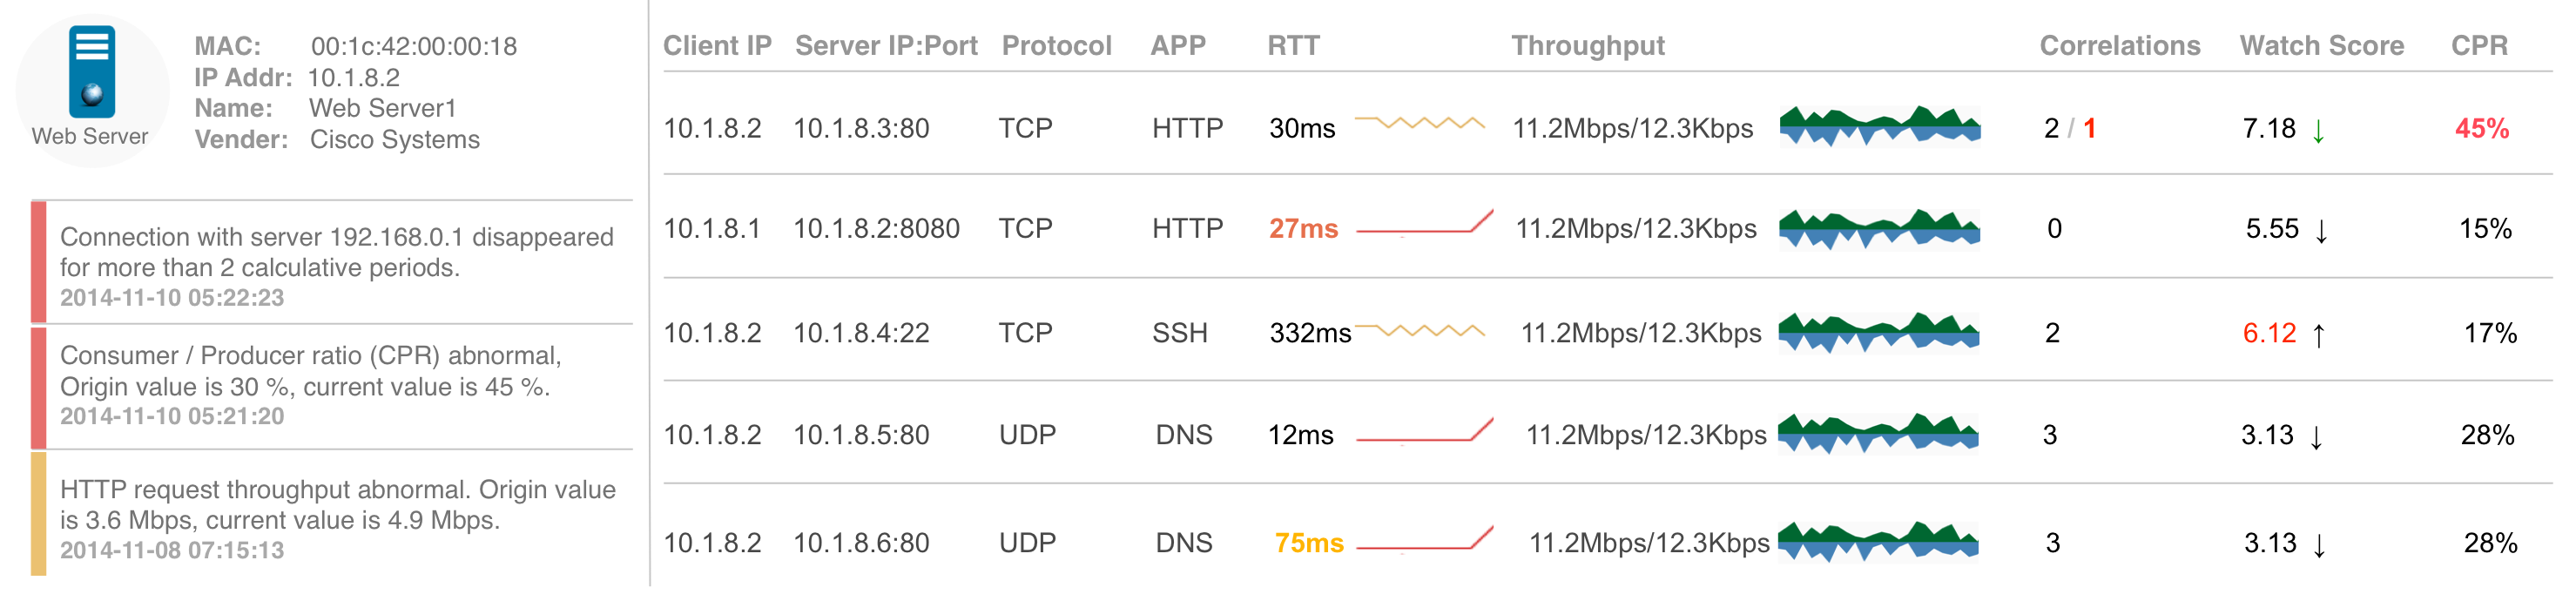 Web Server
MAC: 00:1c:42:00:00:18
IP Addr: 10.1.8.2
Name: Web Server1
Vender: Cisco Systems
Connection with server 192.168.0.1 disappeared
for more than 2 calculative periods.
2014-11-10 05:22:23
Consumer / Producer ratio (CPR) abnormal,
Origin value is 30 %, current value is 45 %.
2014-11-10 05:21:20
HTTP request throughput abnormal. Origin value
is 3.6 Mbps, current value is 4.9 Mbps.
2014-11-08 07:15:13
Client IP Server IP:Port Protocol APP RTT Throughput Correlations Watch Score CPR
10.1.8.2 10.1.8.3:80 TCP HTTP 30ms 11.2Mbps/12.3Kbps 2 / 1 7.18 ↓ 45%
10.1.8.1 10.1.8.2:8080 TCP HTTP 27ms 11.2Mbps/12.3Kbps 0 5.55 ↓ 15%
10.1.8.2 10.1.8.4:22 TCP SSH 332ms 11.2Mbps/12.3Kbps 2 6.12 ↑ 17%
10.1.8.2 10.1.8.5:80 UDP DNS 12ms 11.2Mbps/12.3Kbps 3 3.13 ↓ 28%
10.1.8.2 10.1.8.6:80 UDP DNS 75ms 11.2Mbps/12.3Kbps 3 3.13 ↓ 28%